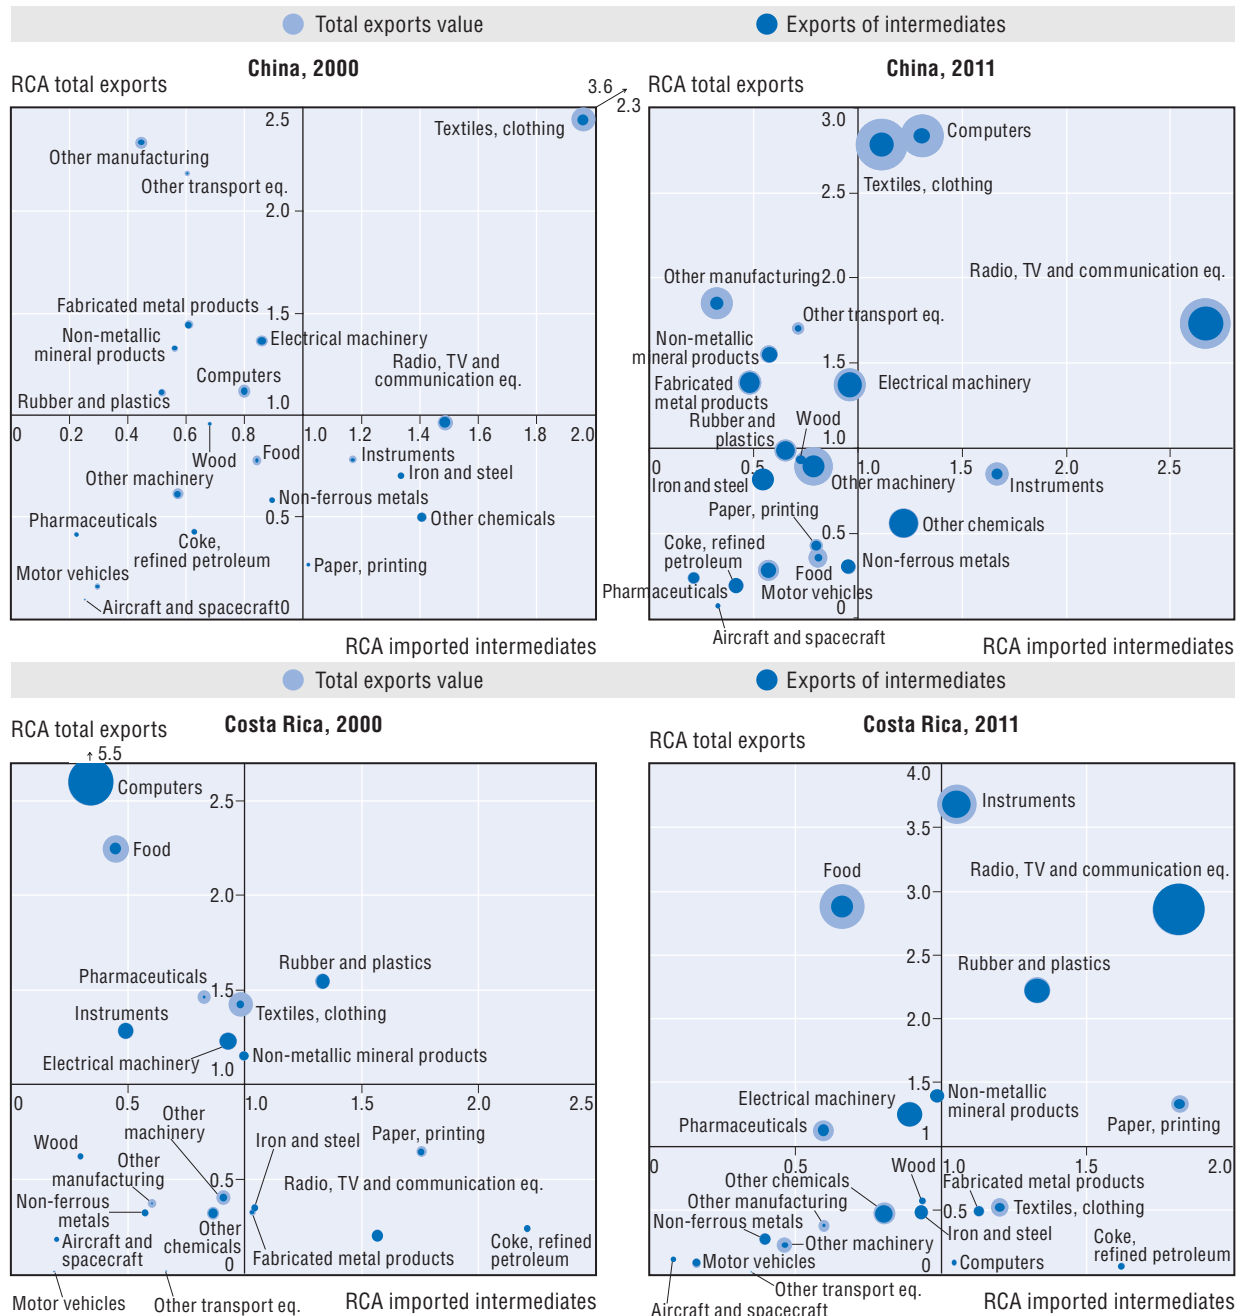 Total exports value
Exports of intermediates
China, 2000
RCA total exports
3.6
2.3
2.5
Textiles, clothing
Other manufacturing
Other transport eq.
2.0
Fabricated metal products
1.5
Non-metallic
mineral products
Electrical machinery
Radio, TV and
communication eq.
Computers
Rubber and plastics
1.0
0
0.2
0.4
0.6
0.8
1.0
1.2
1.4
1.6
1.8
2.0
Wood
Food
Instruments
Iron and steel
Other machinery
Non-ferrous metals
Pharmaceuticals
0.5
Other chemicals
Coke,
refined petroleum
Motor vehicles
Paper, printing
Aircraft and spacecraft
0
RCA imported intermediates
China, 2011
RCA total exports
3.0
Computers
Textiles, clothing
2.5
Radio, TV and communication eq.
Other manufacturing
2.0
Other transport eq.
Non-metallic
mineral products
1.5
Fabricated
metal products
Electrical machinery
Rubber and
plastics
Wood
1.0
0
0.5
1.0
1.5
2.0
2.5
Iron and steel
Other machinery
Instruments
Paper, printing
Other chemicals
0.5
Coke, refined
petroleum
Non-ferrous metals
Food
Pharmaceuticals
Motor vehicles
0
Aircraft and spacecraft
RCA imported intermediates
Total exports value
Exports of intermediates
Costa Rica, 2000
RCA total exports
5.5
Computers
2.5
Food
2.0
Rubber and plastics
Pharmaceuticals
1.5
Instruments
Textiles, clothing
Electrical machinery
Non-metallic mineral products
1.0
0
0.5
1.0
1.5
2.0
2.5
Other
machinery
Wood
Iron and steel
Paper, printing
Other
manufacturing
0.5
Radio, TV and communication eq.
Non-ferrous
metals
Other
chemicals
Aircraft and
spacecraft
Fabricated metal products
Coke, refined
petroleum
0
Motor vehicles
Other transport eq.
RCA imported intermediates
Costa Rica, 2011
RCA total exports
4.0
Instruments
3.5
Food
Radio, TV and communication eq.
3.0
2.5
Rubber and plastics
2.0
1.5
Electrical machinery
Non-metallic
mineral products
Pharmaceuticals
1
Paper, printing
0
0.5
1.0
1.5
2.0
Wood
Other chemicals
Fabricated metal products
Other manufacturing
0.5
Textiles, clothing
Non-ferrous metals
Iron and steel
Other machinery
Coke,
refined petroleum
Motor vehicles
0
Computers
Other transport eq.
Aircraft and spacecraft
RCA imported intermediates